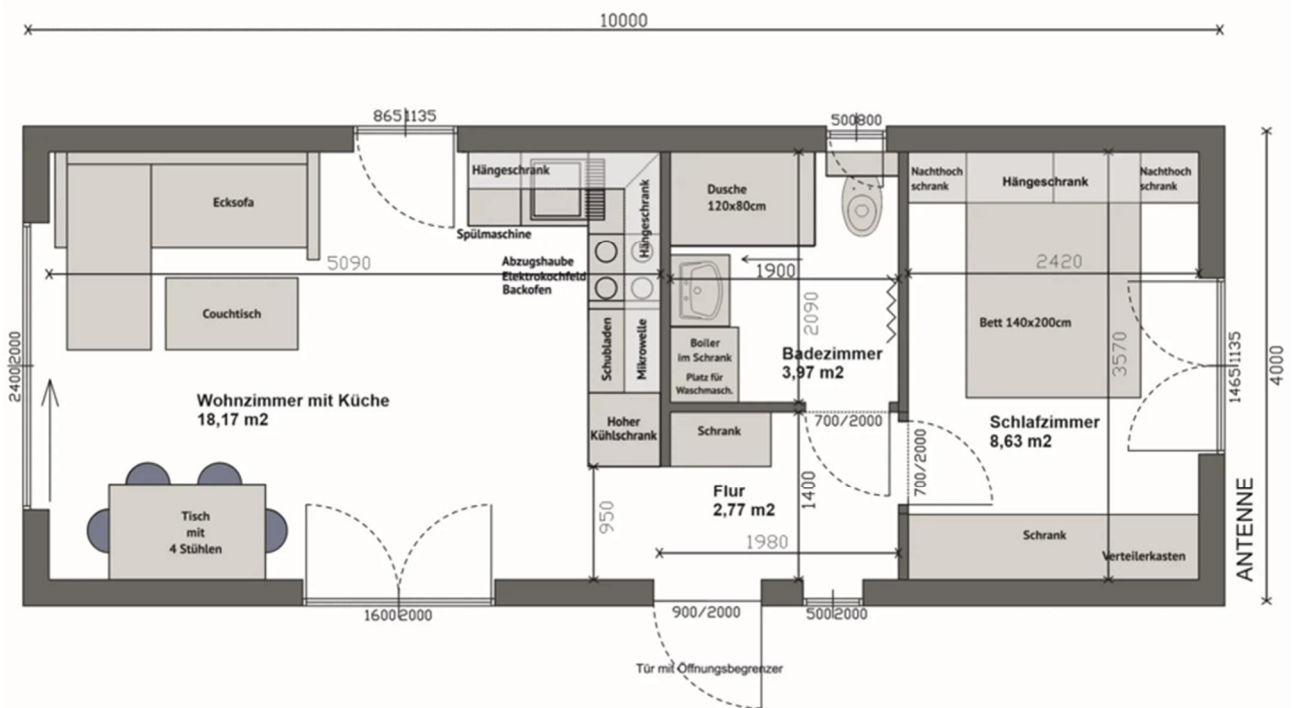 10000
865 1135
500 800
Hängeschrank
Hängeschrank
Spülmaschine
Ecksofa
Dusche
120x80cm
Nachthoch
schrank
Hängeschrank
Nachthoch
schrank
5090
Abzugshaube
Elektrokochfeld
Backofen
1900
2420
Couchtisch
2090
Bett 140x200cm
3570
2400 2000
1465 1135
4000
Schubladen
Mikrowelle
Boiler
im Schrank
Platz für
Waschmasch.
Badezimmer
3,97 m2
Wohnzimmer mit Küche
18,17 m2
Hoher
Kühlschrank
Schrank
700/2000
700/2000
Schlafzimmer
8,63 m2
Flur
2,77 m2
1400
950
1980
Tisch
mit
4 Stühlen
Schrank
Verteilerkasten
ANTENNE
1600 2000
900/2000
500 2000
Tür mit Öffnungsbegrenzer